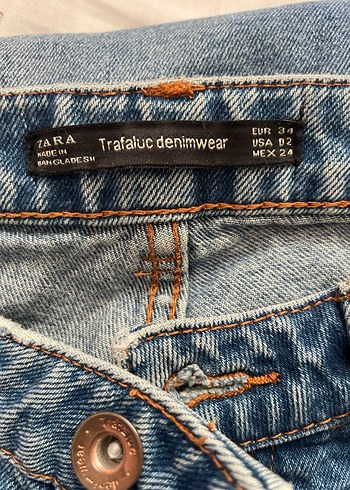 ZARA
MADE IN
BANGLADESH
Trafaluc denimwear
EUR 34
USA 02
MEX 24